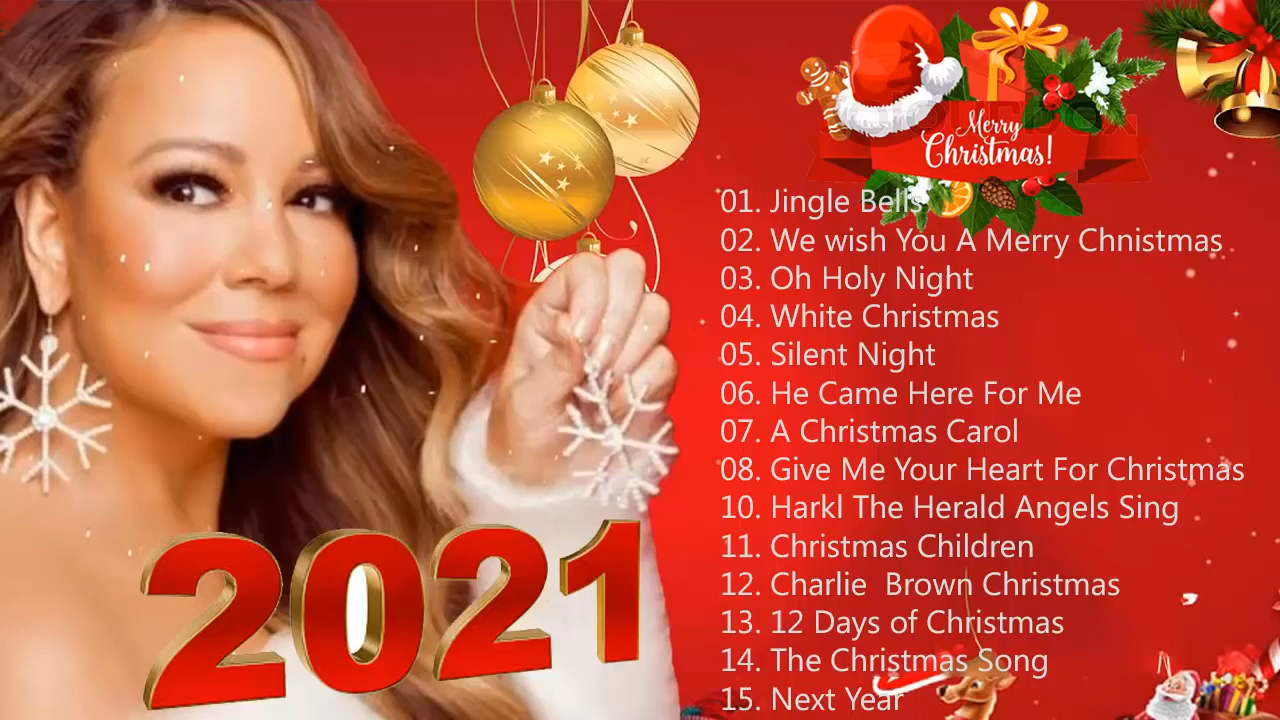 Merry
Christmas!
01. Jingle Bells
02. We wish You A Merry Chnistmas
03. Oh Holy Night
04. White Christmas
05. Silent Night
06. He Came Here For Me
07. A Christmas Carol
08. Give Me Your Heart For Christmas
10. Harkl The Herald Angels Sing
11. Christmas Children
12. Charlie  Brown Christmas
13. 12 Days of Christmas
14. The Christmas Song
15. Next Year
2021